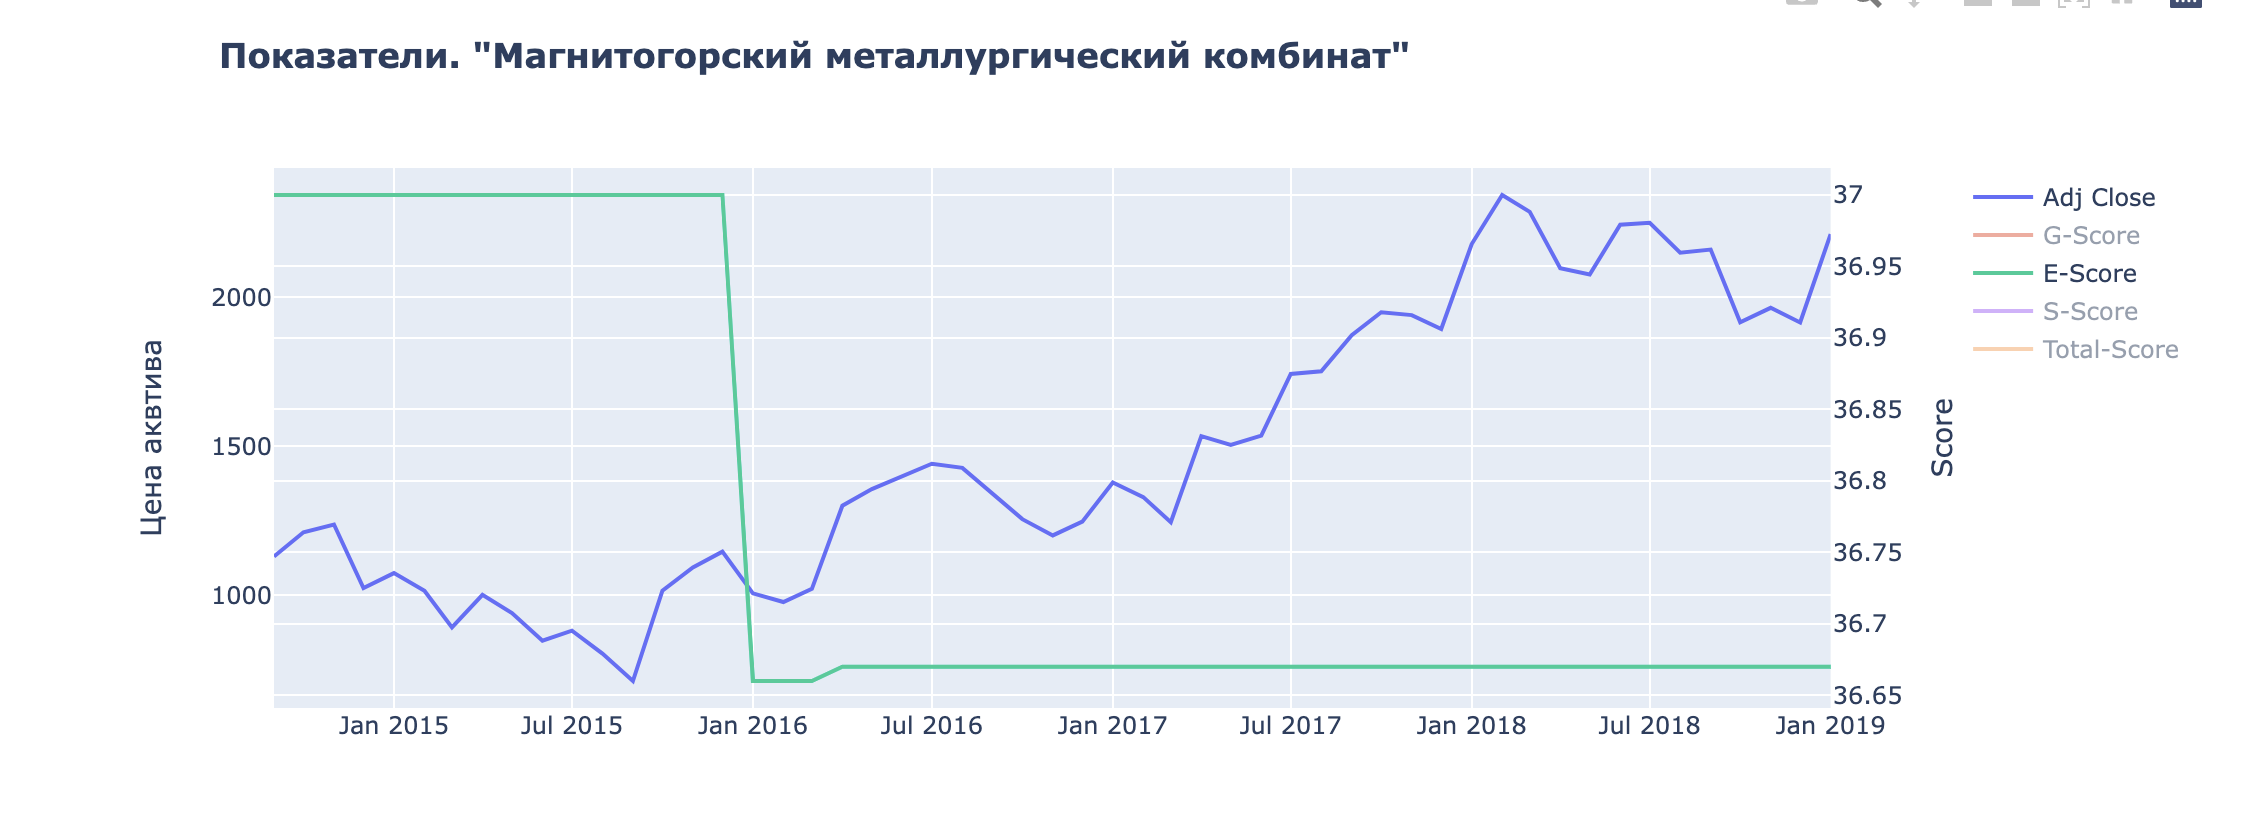 Показатели. "Магнитогорский металлургический комбинат"
Adj Close
G-Score
E-Score
S-Score
Total-Score
37
36.95
36.9
36.85
36.8
36.75
36.7
36.65
Score
2000
1500
1000
Цена аквтива
Jan 2015
Jul 2015
Jan 2016
Jul 2016
Jan 2017
Jul 2017
Jan 2018
Jul 2018
Jan 2019